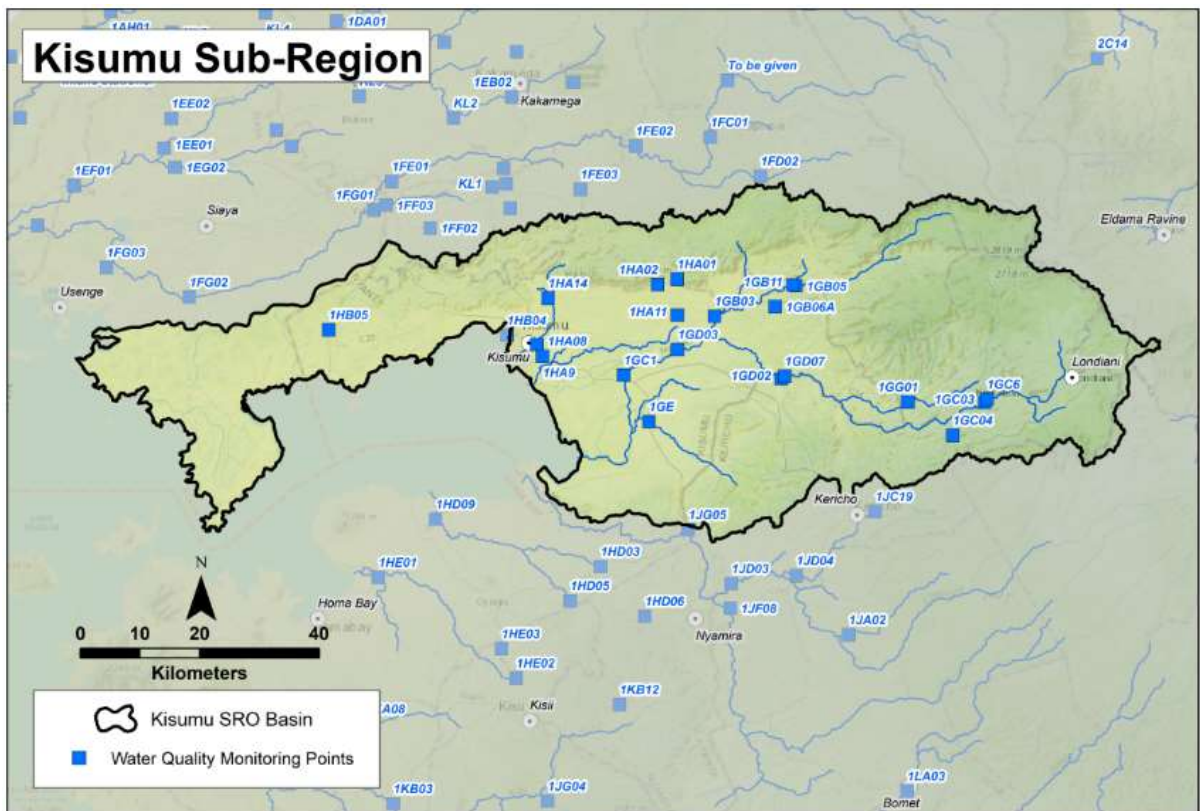 1AH01
KL4
1DA01
Kisumu Sub-Region
2C14
To be given
1EB02
Kakamega
1EE02
KL2
1FC01
1FE02
1EE01
1EG02
1FD02
1EF01
1FE01
KL1
1FE03
1FG01
1FF03
Siaya
1FF02
Eldama Ravine
1FG03
1FG02
Usenge
1HA02
1HA01
1GB11
1GB05
1HA14
1GB03
1GB06A
1HB05
1HA11
1HB04
1HA08
Kisumu
1GD03
1HA9
1GC1
1GD07
1GD02
Londiani
1GG01
1GC03
1GC6
1GE
1GC04
KISUMU
KERICHO
Kericho
1JC19
1HD09
1JG05
N
1HD03
1JD04
1HE01
1JD03
1HD05
1HD06
1JF08
Homa Bay
Nyamira
1JA02
0 10 20 40
Kilometers
1HE03
1HE02
1KB12
Kisii
Kisumu SRO Basin
Water Quality Monitoring Points
A08
1KB03
1JG04
1LA03
Bomet